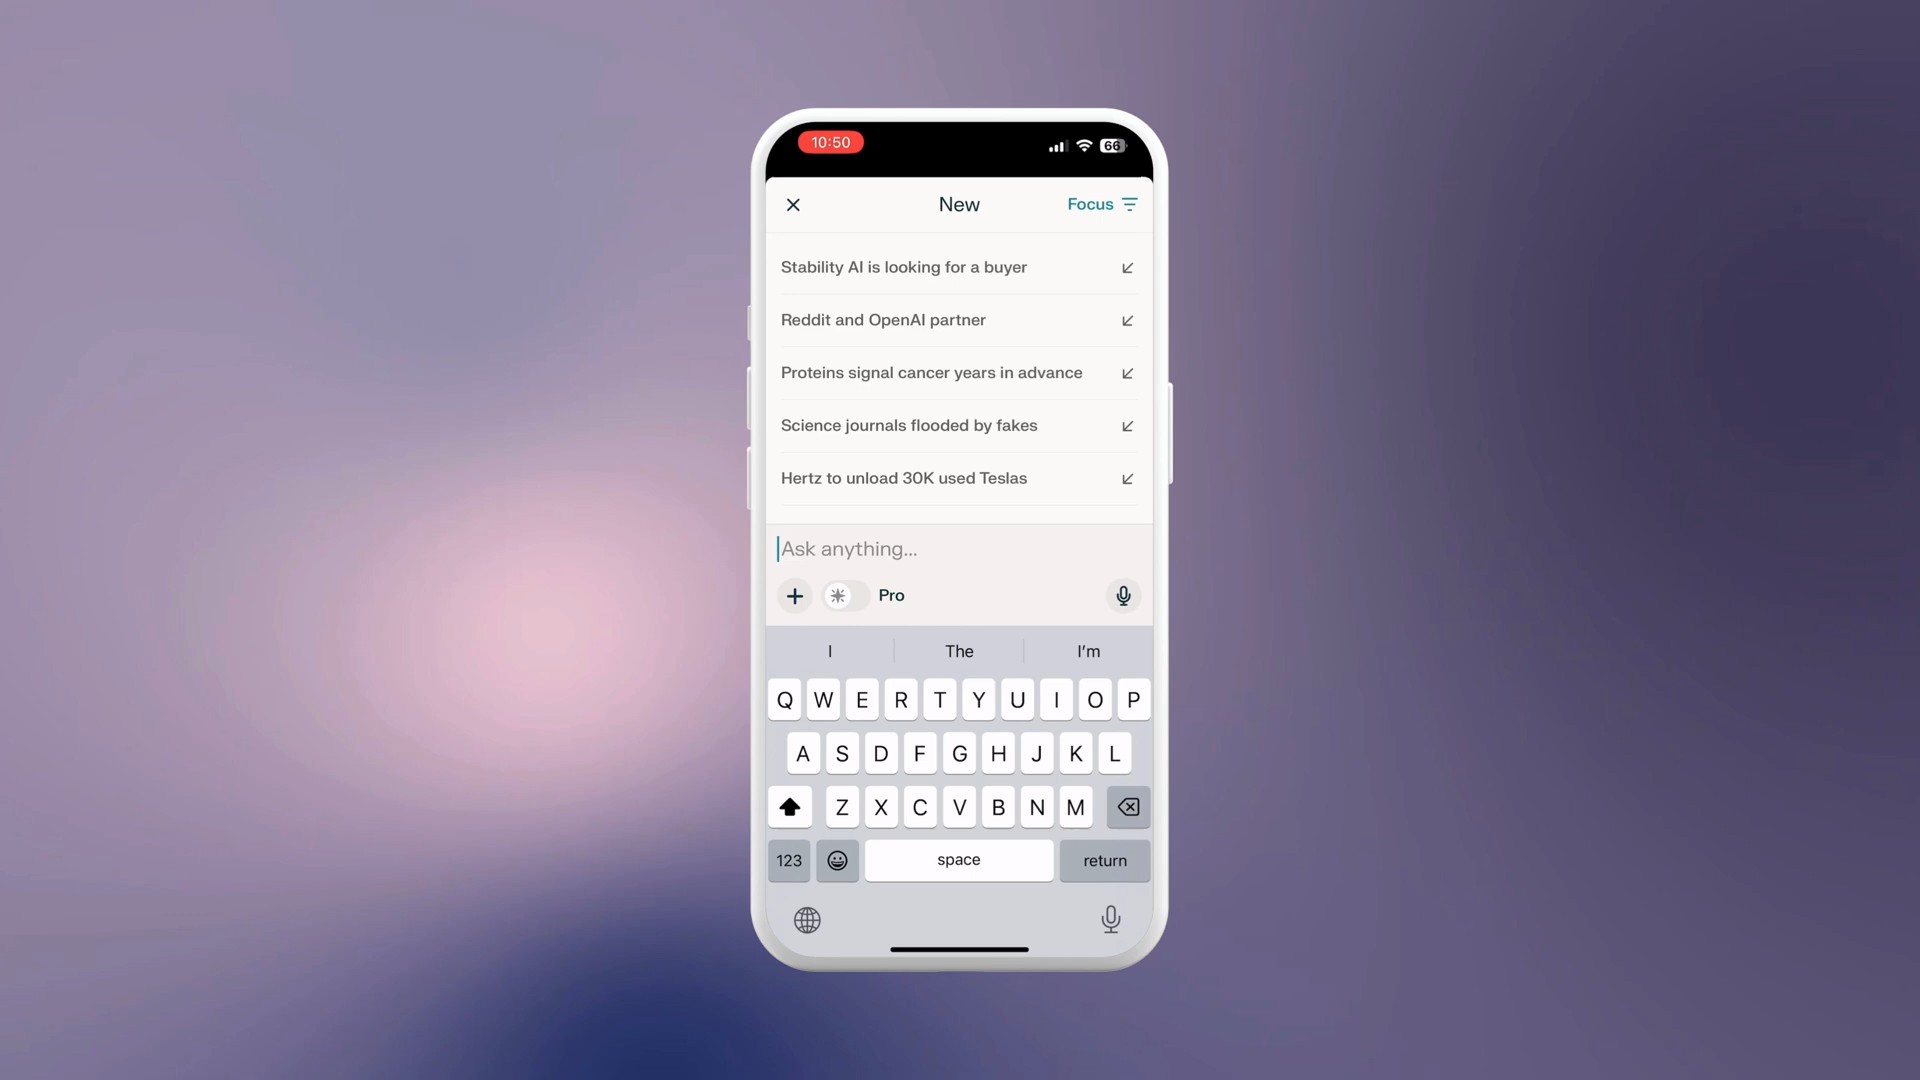 10:50
66
New
Focus
Stability AI is looking for a buyer
Reddit and OpenAI partner
Proteins signal cancer years in advance
Science journals flooded by fakes
Hertz to unload 30K used Teslas
Ask anything...
Pro
I The I'm
Q W E R T Y U I O P
A S D F G H J K L
Z X C V B N M
123 space return